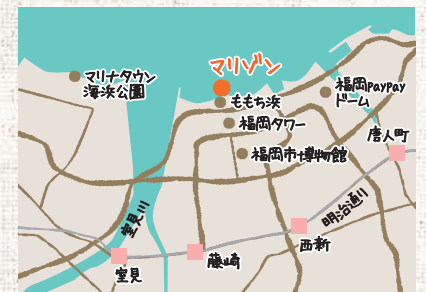 マリゾン
マリナタウン
海浜公園
ももち浜
福岡paypay
ドーム
福岡タワー
唐人町
福岡市博物館
室見川
明治通り
西新
藤崎
室見